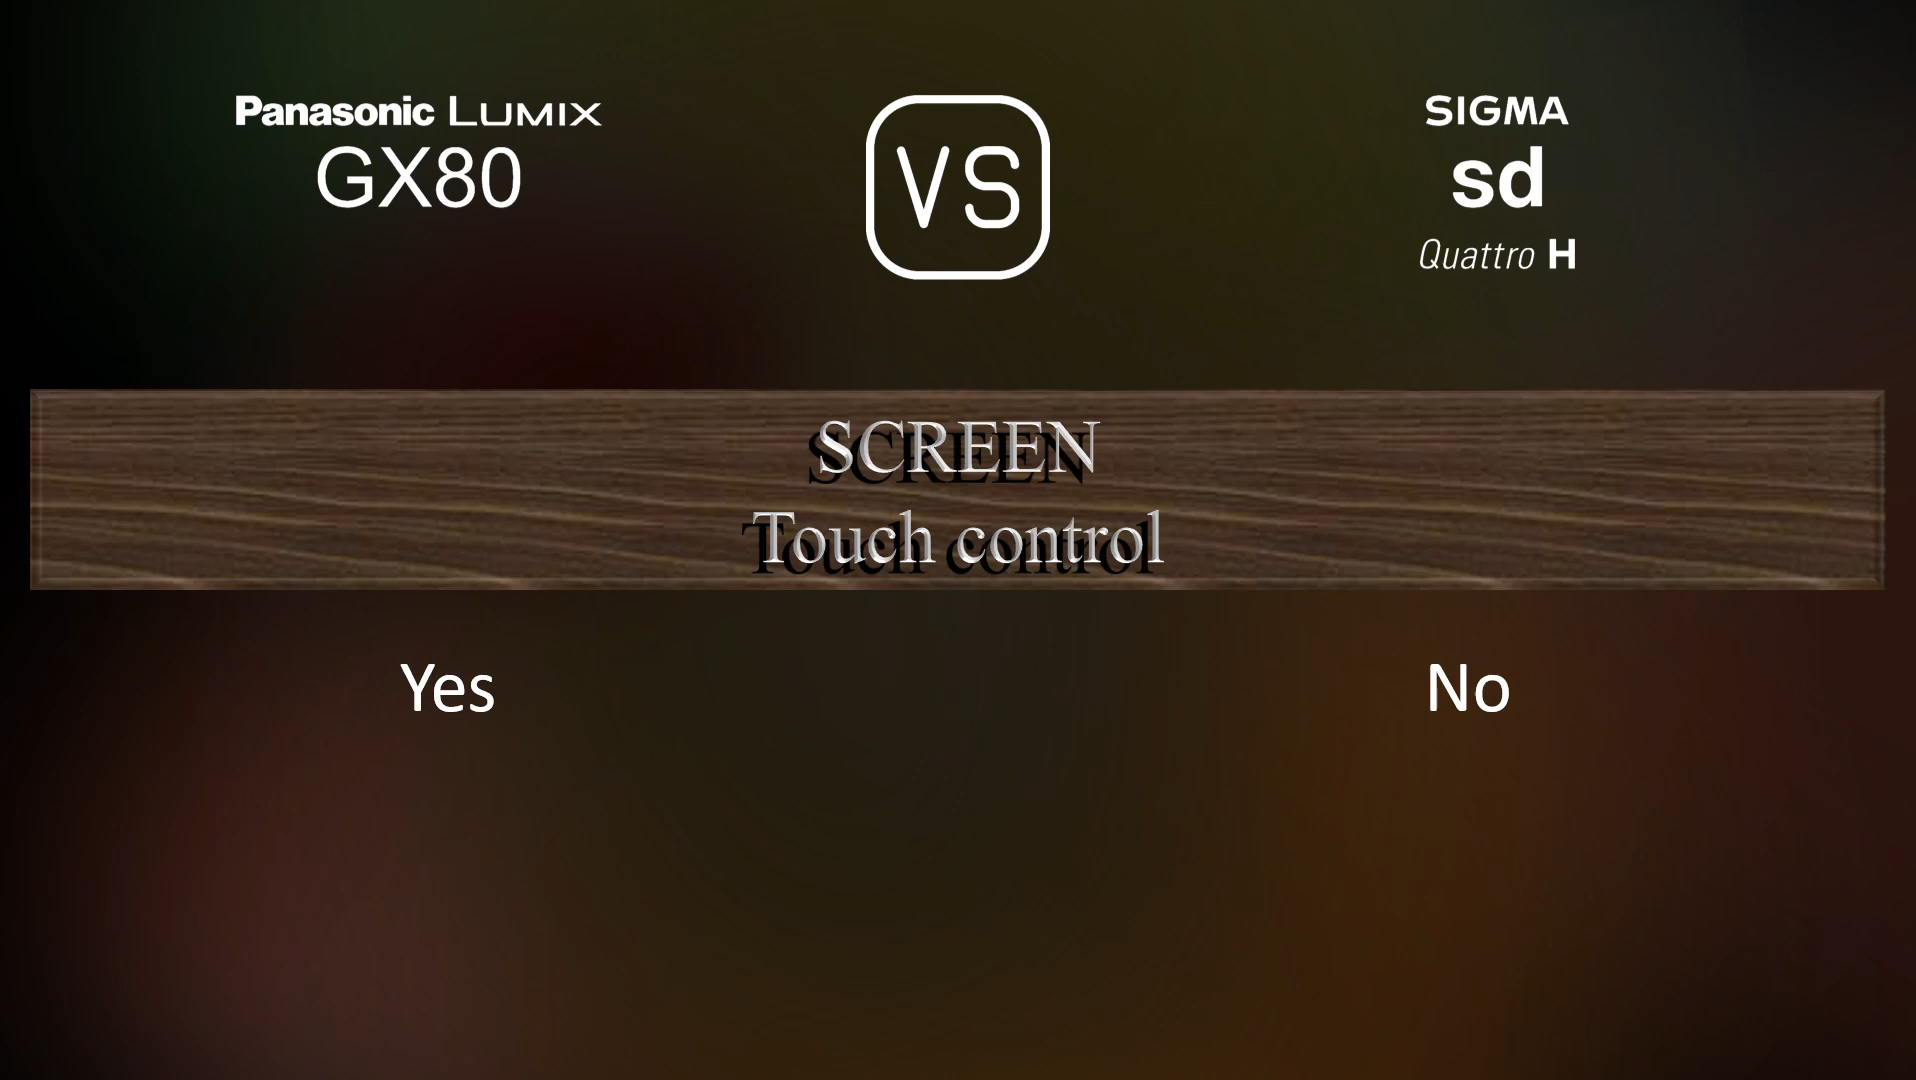 Panasonic LUMIX
GX80
VS
SIGMA
sd
Quattro H
SCREEN
Touch control
Yes
No